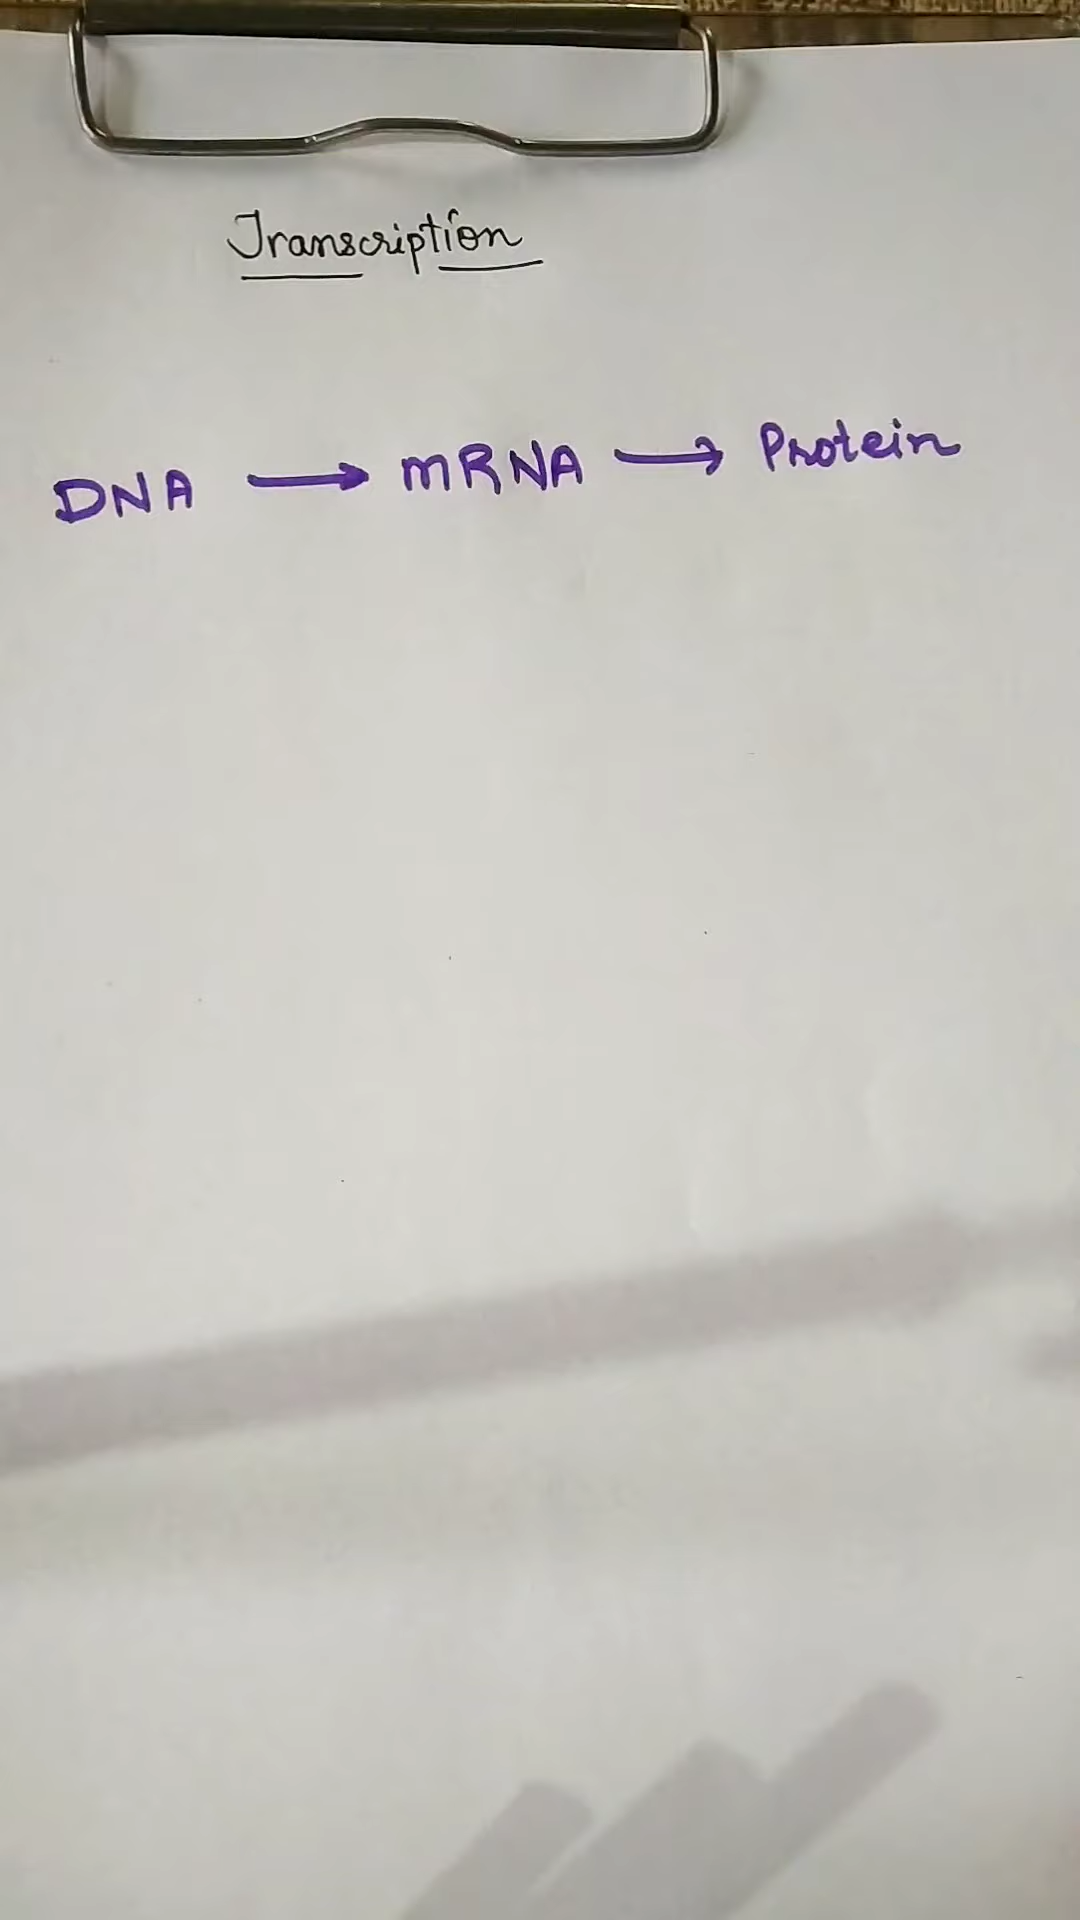 Transcription
DNA → mRNA → Protein